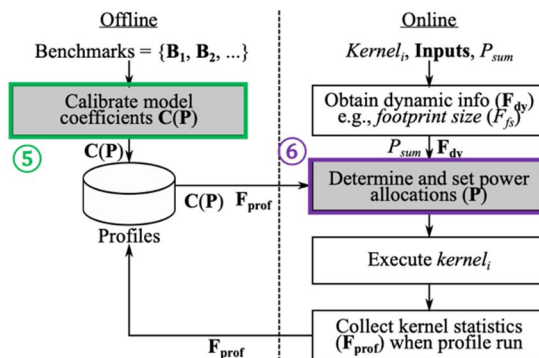 Offline
Benchmarks = {B1, B2, ...}
Calibrate model
coefficients C(P)
⑤
C(P)
Profiles
C(P) Fprof
Fprof
Online
Kerneli, Inputs, Psum
Obtain dynamic info (Fdy)
e.g., footprint size (Ffs)
Psum Fdy
⑥
Determine and set power
allocations (P)
Execute kerneli
Collect kernel statistics
(Fprof) when profile run